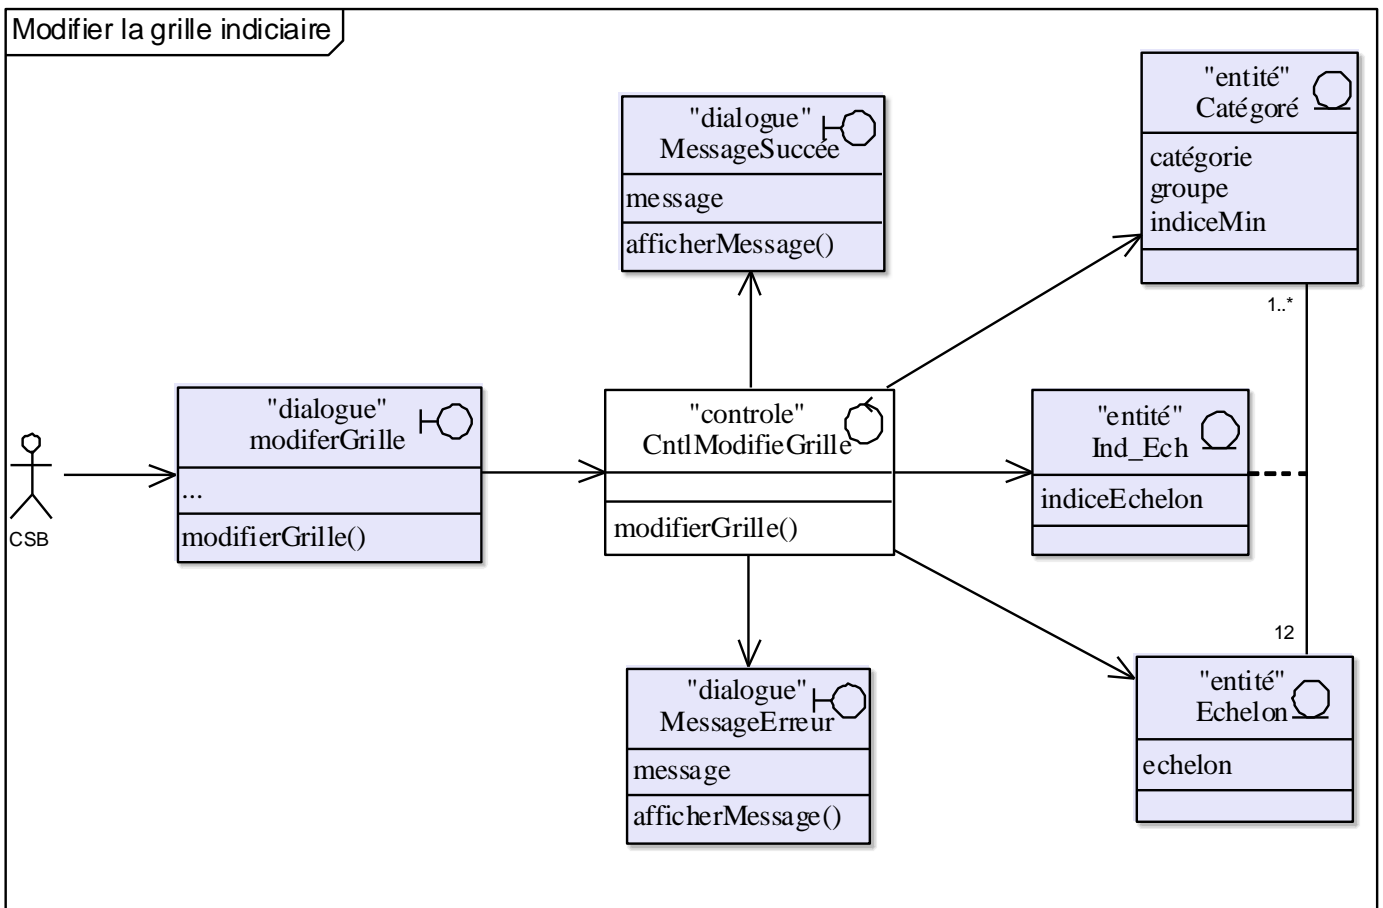 Modifier la grille indiciaire
"entité"
Catégoré
catégorie
groupe
indiceMin
"dialogue"
MessageSuccée
message
afficherMessage()
1..*
"dialogue"
modiferGrille
...
modifierGrille()
CSB
"controle"
CntlModifieGrille
modifierGrille()
"entité"
Ind_Ech
indiceEchelon
12
"dialogue"
MessageErreur
message
afficherMessage()
"entité"
Echelon
echelon